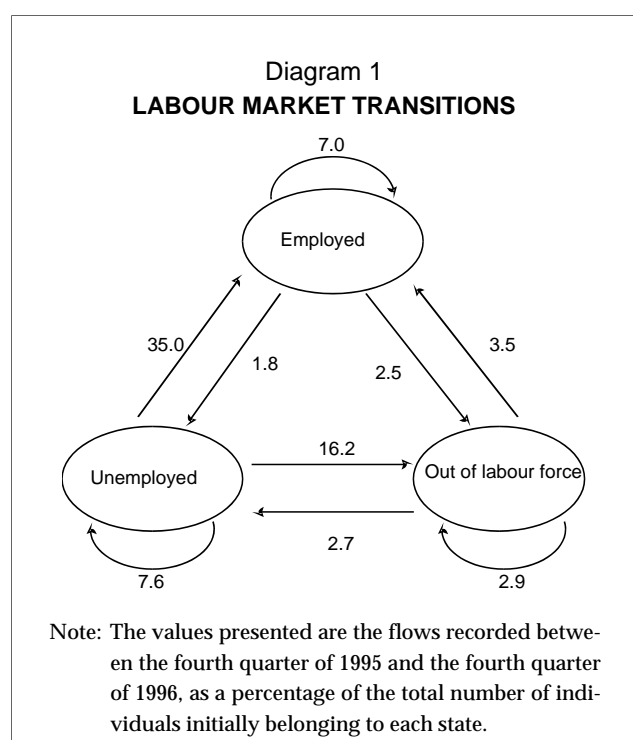 Diagram 1
LABOUR MARKET TRANSITIONS
7.0
Employed
35.0
1.8
2.5
3.5
Unemployed
16.2
Out of labour force
2.7
7.6
2.9
Note: The values presented are the flows recorded betwe-
en the fourth quarter of 1995 and the fourth quarter
of 1996, as a percentage of the total number of indi-
viduals initially belonging to each state.